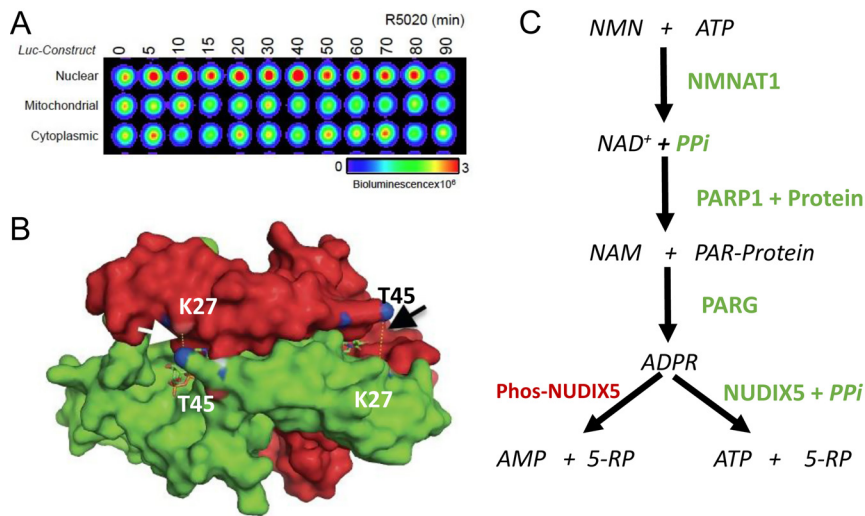 A
R5020 (min)
Luc-Construct 0 5 10 15 20 30 40 50 60 70 80 90
Nuclear
Mitochondrial
Cytoplasmic
0 3
Bioluminescencex10⁶
B
K27
T45
T45
K27
C
NMN + ATP
NMNAT1
NAD⁺ + PPi
PARP1 + Protein
NAM + PAR-Protein
PARG
ADPR
Phos-NUDIX5
NUDIX5 + PPi
AMP + 5-RP
ATP + 5-RP